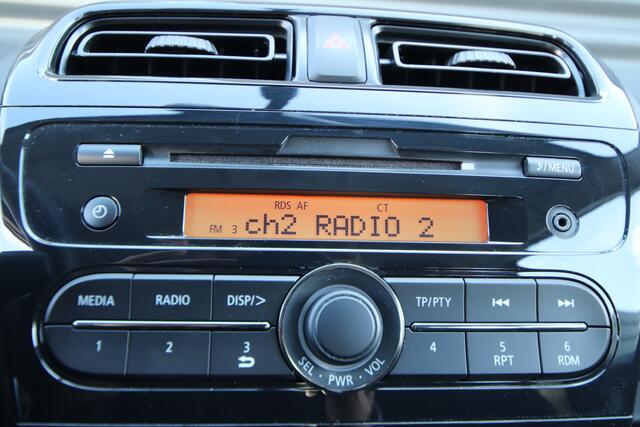 ♪/MENU
RDS AF CT
FM 3 ch2 RADIO 2
MEDIA RADIO DISP/> TP/PTY
1 2 3 4 5 6
RPT RDM
SEL • PWR • VOL